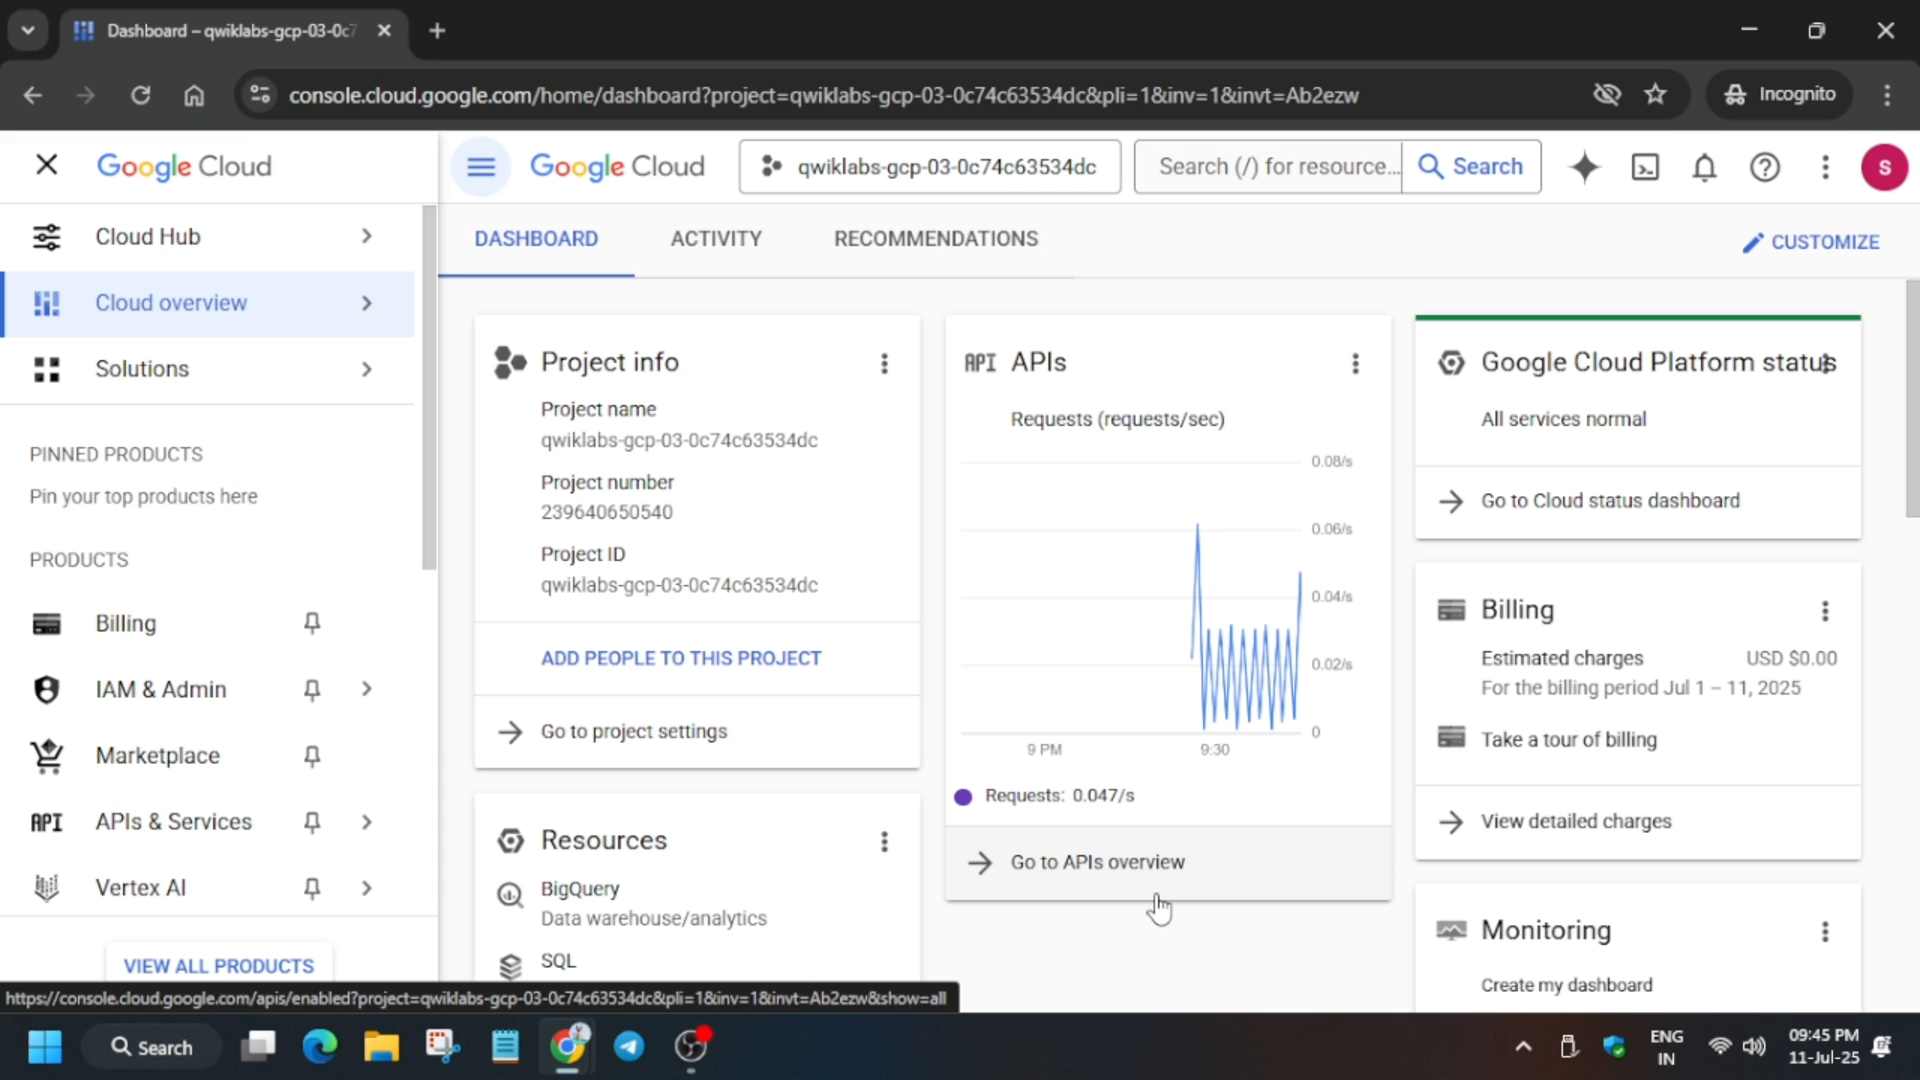 Dashboard – qwiklabs-gcp-03-0c7
console.cloud.google.com/home/dashboard?project=qwiklabs-gcp-03-0c74c63534dc&pli=1&inv=1&invt=Ab2ezw
Incognito
Google Cloud
Google Cloud
qwiklabs-gcp-03-0c74c63534dc
Search (/) for resource...
Search
S
Cloud Hub
Cloud overview
Solutions
PINNED PRODUCTS
Pin your top products here
PRODUCTS
Billing
IAM & Admin
Marketplace
API APIs & Services
Vertex AI
VIEW ALL PRODUCTS
DASHBOARD
ACTIVITY
RECOMMENDATIONS
CUSTOMIZE
Project info
Project name
qwiklabs-gcp-03-0c74c63534dc
Project number
239640650540
Project ID
qwiklabs-gcp-03-0c74c63534dc
ADD PEOPLE TO THIS PROJECT
Go to project settings
Resources
BigQuery
Data warehouse/analytics
SQL
API APIs
Requests (requests/sec)
0.08/s
0.06/s
0.04/s
0.02/s
0
9 PM
9:30
Requests: 0.047/s
Go to APIs overview
Google Cloud Platform status
All services normal
Go to Cloud status dashboard
Billing
Estimated charges
USD $0.00
For the billing period Jul 1 – 11, 2025
Take a tour of billing
View detailed charges
Monitoring
Create my dashboard
https://console.cloud.google.com/apis/enabled?project=qwiklabs-gcp-03-0c74c63534dc&pli=1&inv=1&invt=Ab2ezw&show=all
Search
ENG
IN
09:45 PM
11-Jul-25